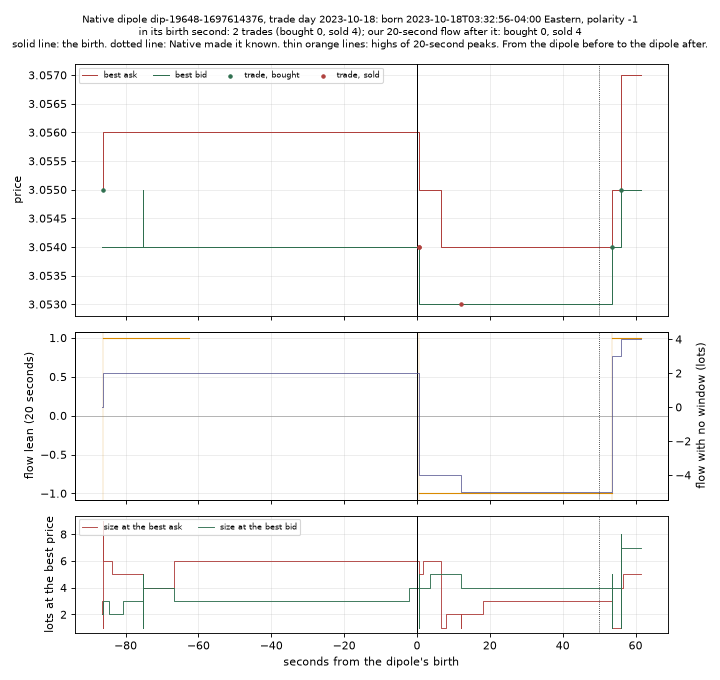 Native dipole dip-19648-1697614376, trade day 2023-10-18: born 2023-10-18T03:32:56-04:00 Eastern, polarity -1
in its birth second: 2 trades (bought 0, sold 4); our 20-second flow after it: bought 0, sold 4
solid line: the birth. dotted line: Native made it known. thin orange lines: highs of 20-second peaks. From the dipole before to the dipole after.
best ask best bid trade, bought trade, sold
price
3.0570
3.0565
3.0560
3.0555
3.0550
3.0545
3.0540
3.0535
3.0530
flow lean (20 seconds)
1.0
0.5
0.0
−0.5
−1.0
4
2
0
−2
−4
flow with no window (lots)
size at the best ask size at the best bid
lots at the best price
8
6
4
2
−80 −60 −40 −20 0 20 40 60
seconds from the dipole's birth